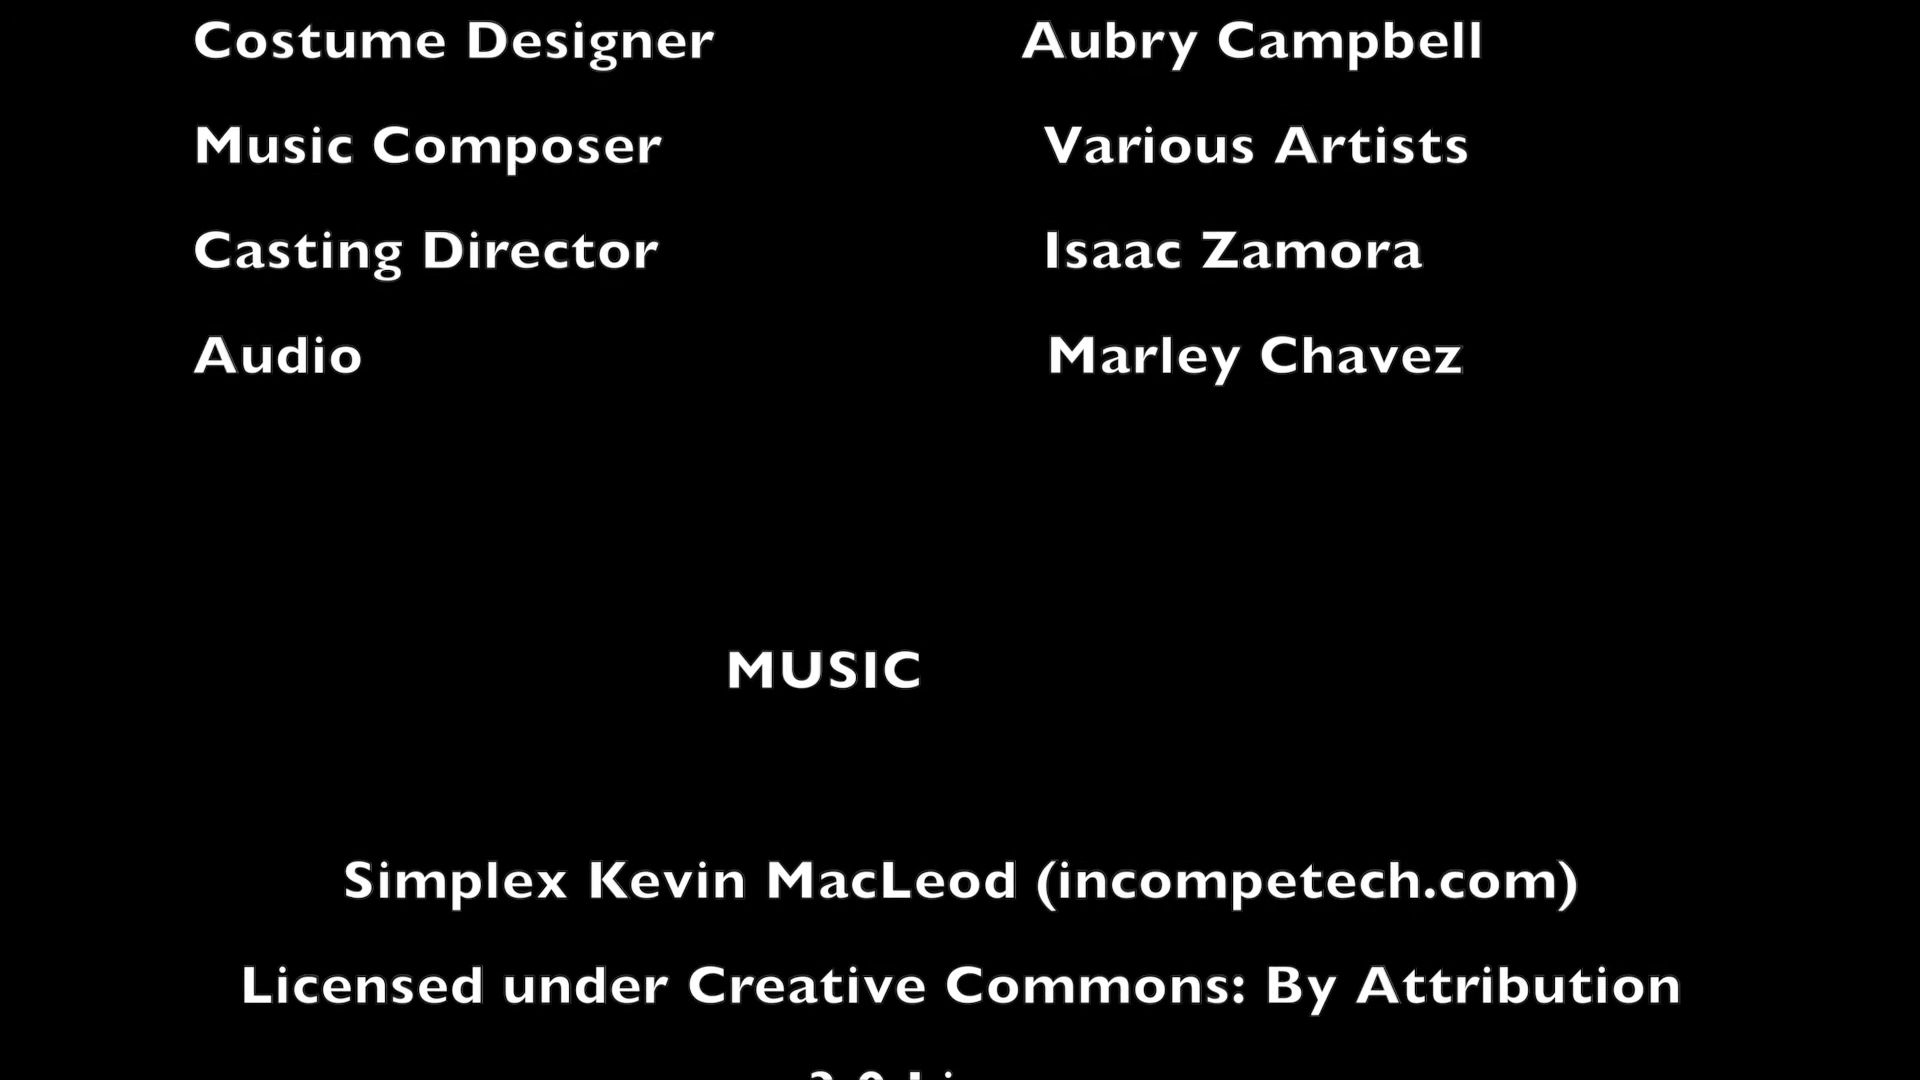 Costume Designer Aubry Campbell
Music Composer Various Artists
Casting Director Isaac Zamora
Audio Marley Chavez
MUSIC
Simplex Kevin MacLeod (incompetech.com)
Licensed under Creative Commons: By Attribution